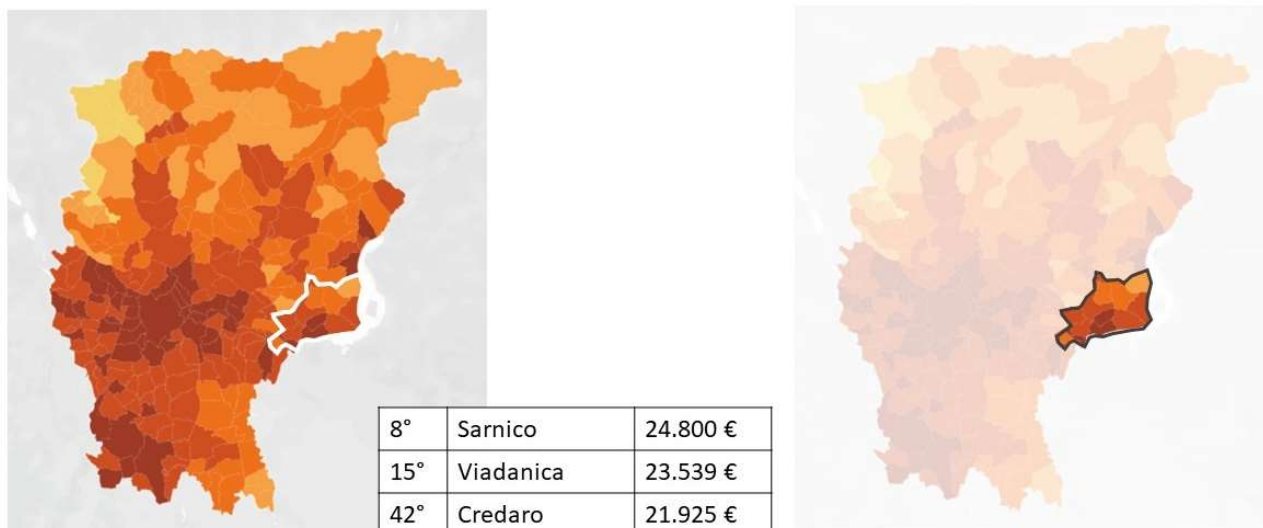 8° Sarnico 24.800 €
15° Viadanica 23.539 €
42° Credaro 21.925 €